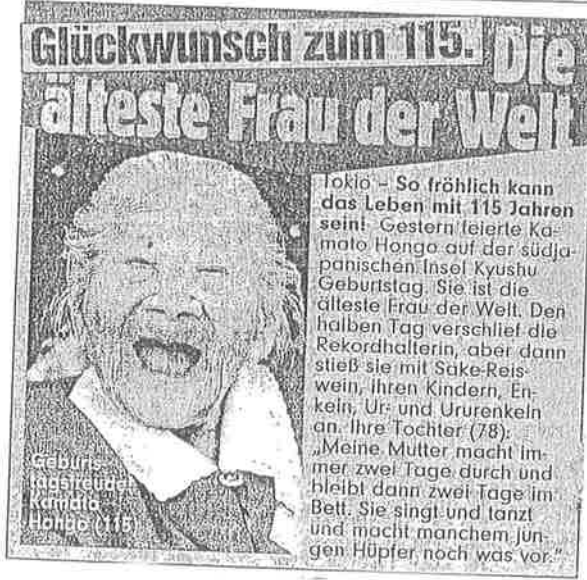 Glückwunsch zum 115.
Die
älteste Frau der Welt
Tokio – So fröhlich kann
das Leben mit 115 Jahren
sein! Gestern feierte Ka-
mato Hongo auf der südja-
panischen Insel Kyushu
Geburtstag. Sie ist die
älteste Frau der Welt. Den
halben Tag verschlief die
Rekordhalterin, aber dann
stieß sie mit Sake-Reis-
wein, ihren Kindern, En-
keln, Ur- und Ururenkeln
an. Ihre Tochter (78):
„Meine Mutter macht im-
mer zwei Tage durch und
bleibt dann zwei Tage im
Bett. Sie singt und tanzt
und macht manchem jun-
gen Hüpfer noch was vor.“
Geburts-
tagsfreude:
Kamato
Hongo (115)